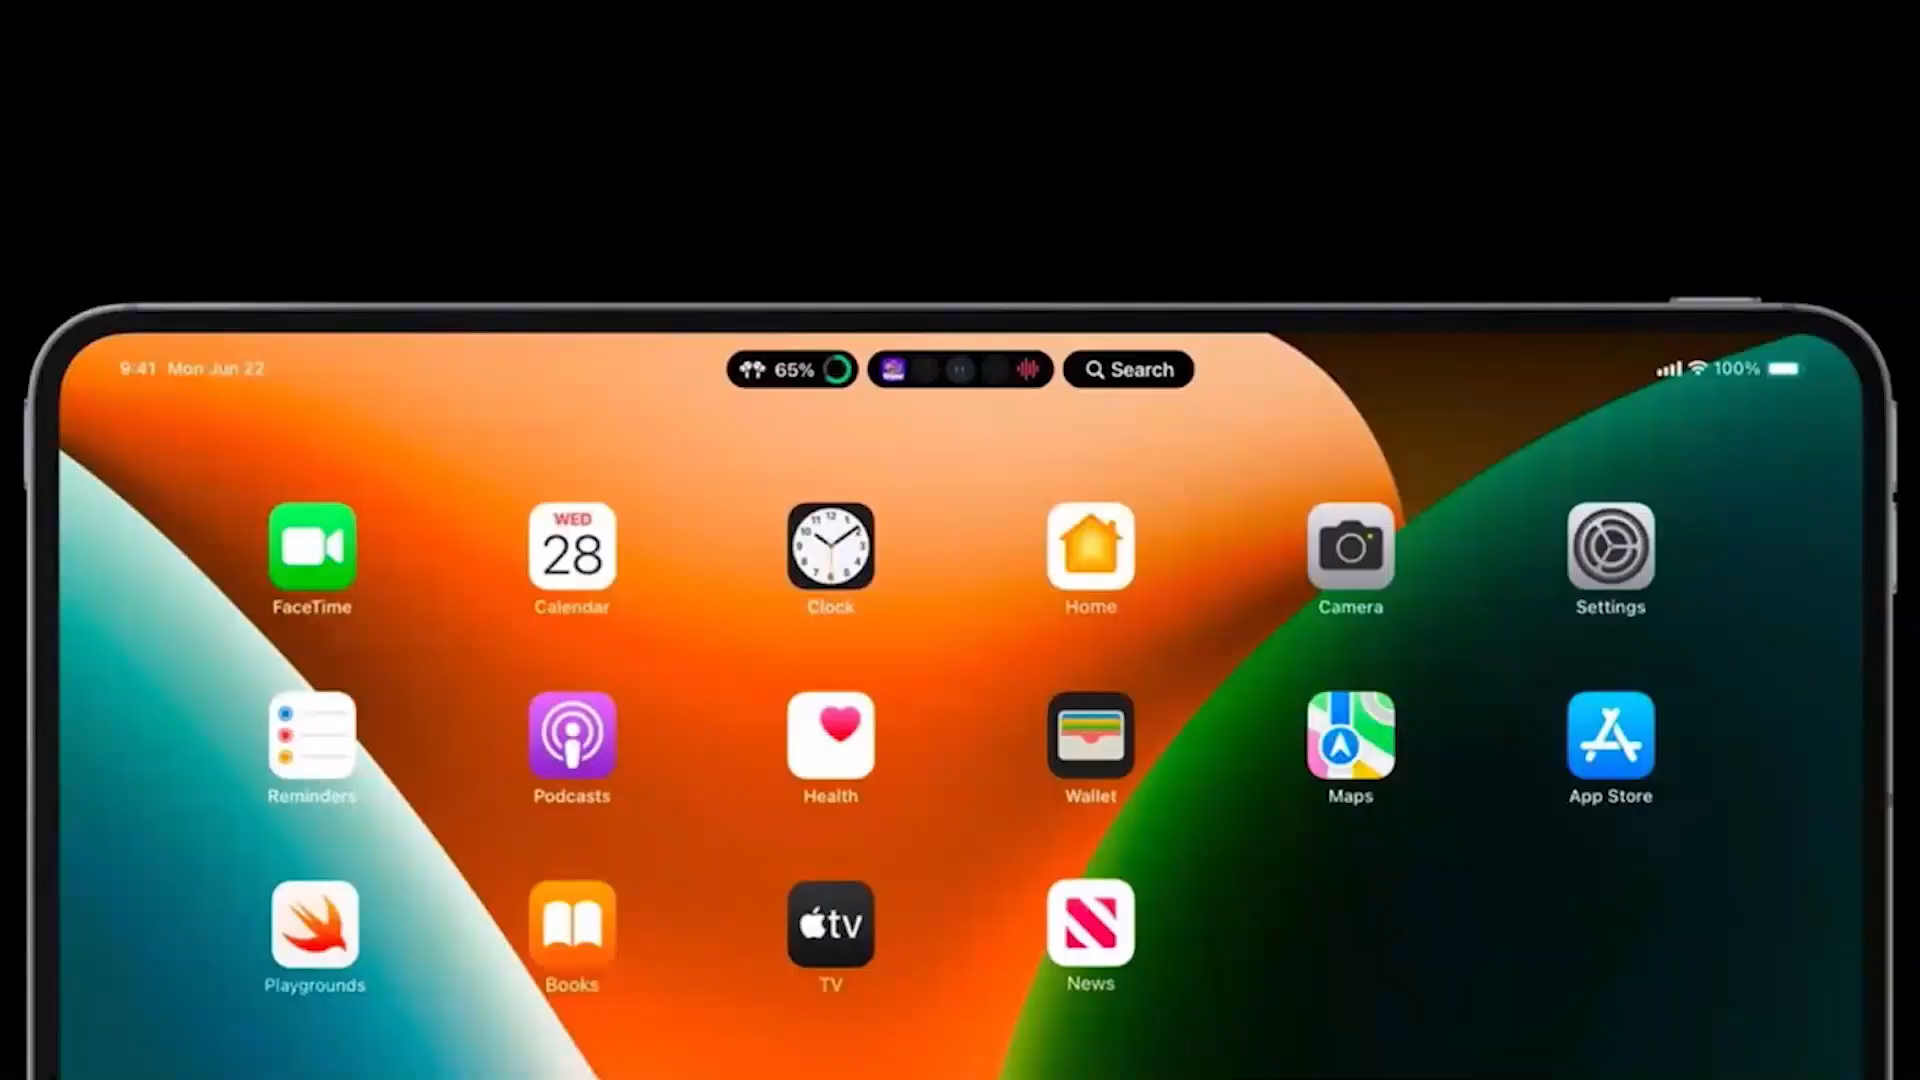 9:41 Mon Jun 22
65%
Search
100%
WED
28
12
FaceTime
Calendar
Clock
Home
Camera
Settings
Reminders
Podcasts
Health
Wallet
Maps
App Store
tv
Playgrounds
Books
TV
News